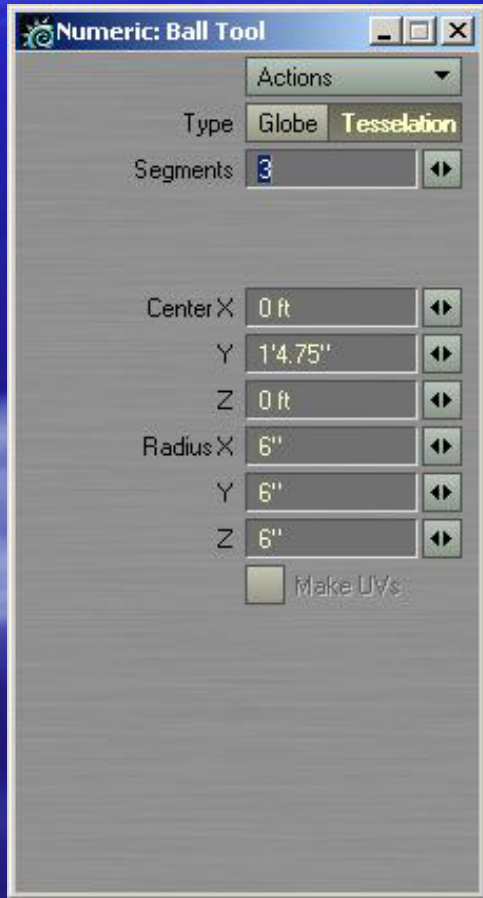 Numeric: Ball Tool
Actions
Type Globe Tesselation
Segments 3
Center X 0 ft
Y 1'4.75"
Z 0 ft
Radius X 6"
Y 6"
Z 6"
Make UVs